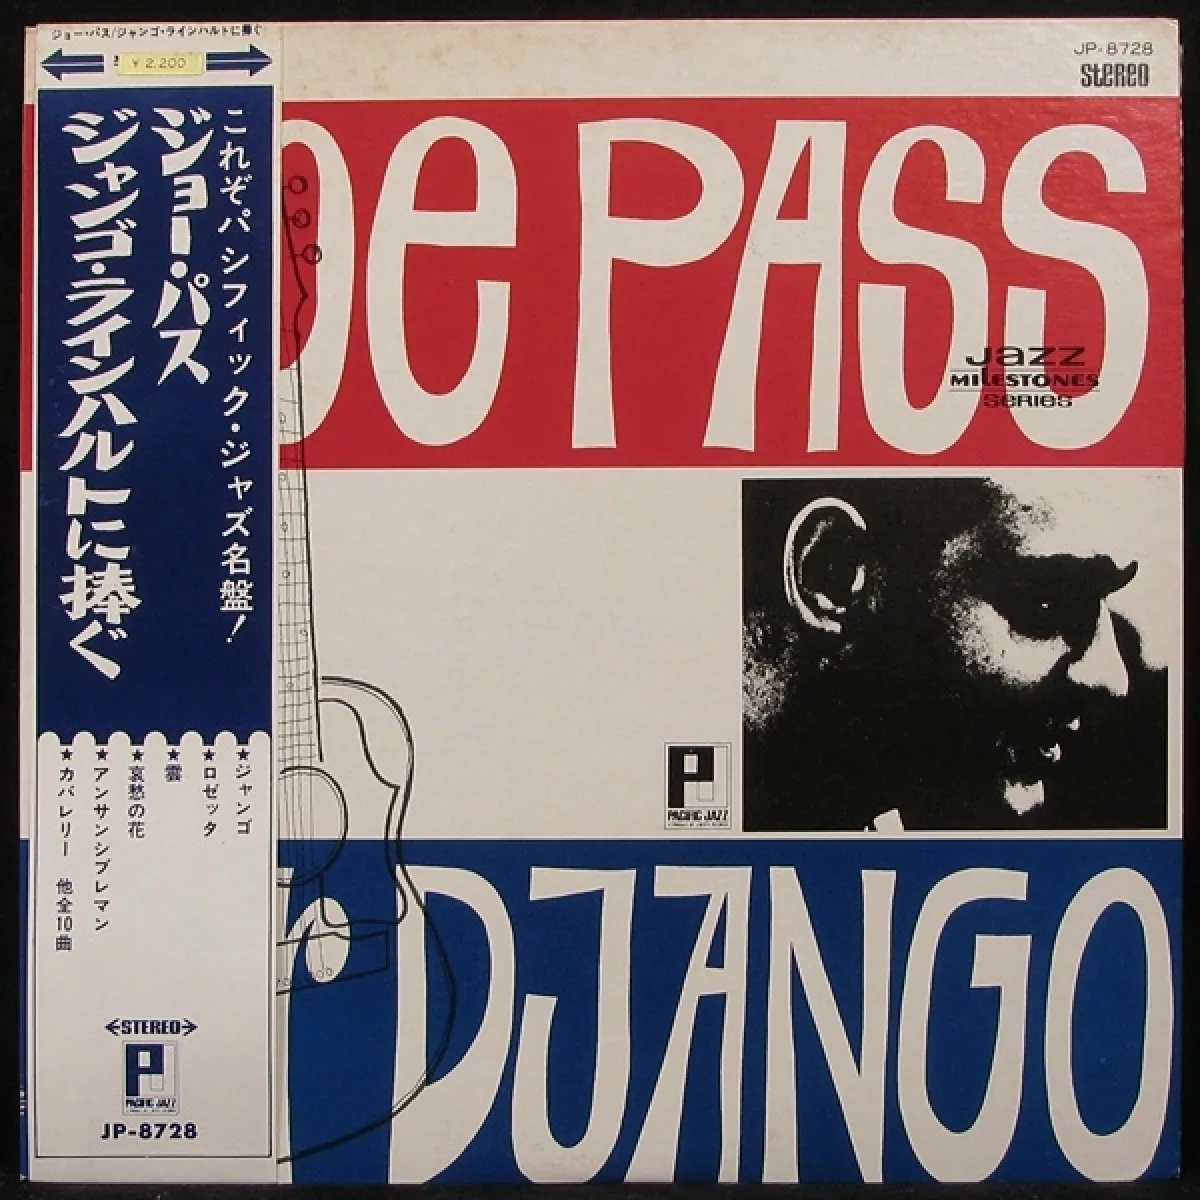 ジョー・パス/ジャンゴ・ラインハルトに捧ぐ
¥2,200
これぞパシフィック・ジャズ名盤!
ジョー・パス
ジャンゴ・ラインハルトに捧ぐ
★ジャンゴ
★ロゼッタ
★雲
★哀愁の花
★アンサンシブレマン
★カバレリー 他全10曲
STEREO
P
PACIFIC JAZZ
JP-8728
JP-8728
STEREO
OE PASS
Jazz
MILESTONES
SERIES
P
PACIFIC JAZZ
R DJANGO